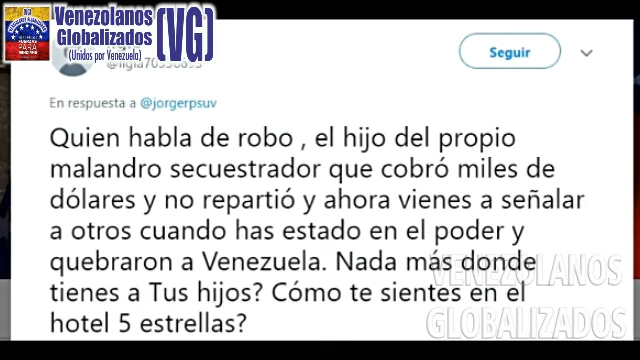 VG
Venezolanos
Globalizados
(Unidos por Venezuela)
(VG)
Seguir
En respuesta a @jorgerpsuv
Quien habla de robo , el hijo del propio
malandro secuestrador que cobró miles de
dólares y no repartió y ahora vienes a señalar
a otros cuando has estado en el poder y
quebraron a Venezuela. Nada más donde
tienes a Tus hijos? Cómo te sientes en el
hotel 5 estrellas?
VENEZOLANOS
GLOBALIZADOS